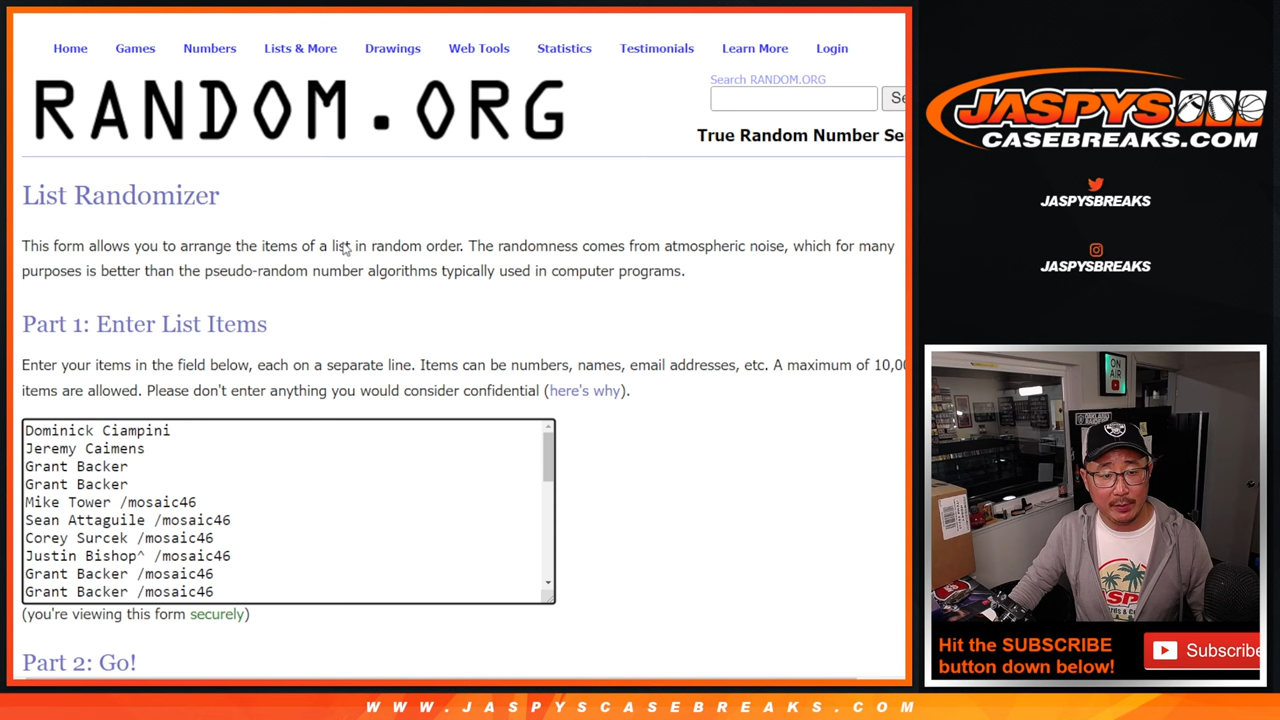 Home Games Numbers Lists & More Drawings Web Tools Statistics Testimonials Learn More Login
Search RANDOM.ORG
RANDOM.ORG
True Random Number Se
List Randomizer
This form allows you to arrange the items of a list in random order. The randomness comes from atmospheric noise, which for many
purposes is better than the pseudo-random number algorithms typically used in computer programs.
Part 1: Enter List Items
Enter your items in the field below, each on a separate line. Items can be numbers, names, email addresses, etc. A maximum of 10,00
items are allowed. Please don't enter anything you would consider confidential (here's why).
Dominick Ciampini
Jeremy Caimens
Grant Backer
Grant Backer
Mike Tower /mosaic46
Sean Attaguile /mosaic46
Corey Surcek /mosaic46
Justin Bishop^ /mosaic46
Grant Backer /mosaic46
Grant Backer /mosaic46
(you're viewing this form securely)
Part 2: Go!
JASPYS
CASEBREAKS.COM
JASPYSBREAKS
JASPYSBREAKS
ON
AIR
JASPYS
Hit the SUBSCRIBE
button down below!
Subscribe
WWW.JASPYSCASEBREAKS.COM